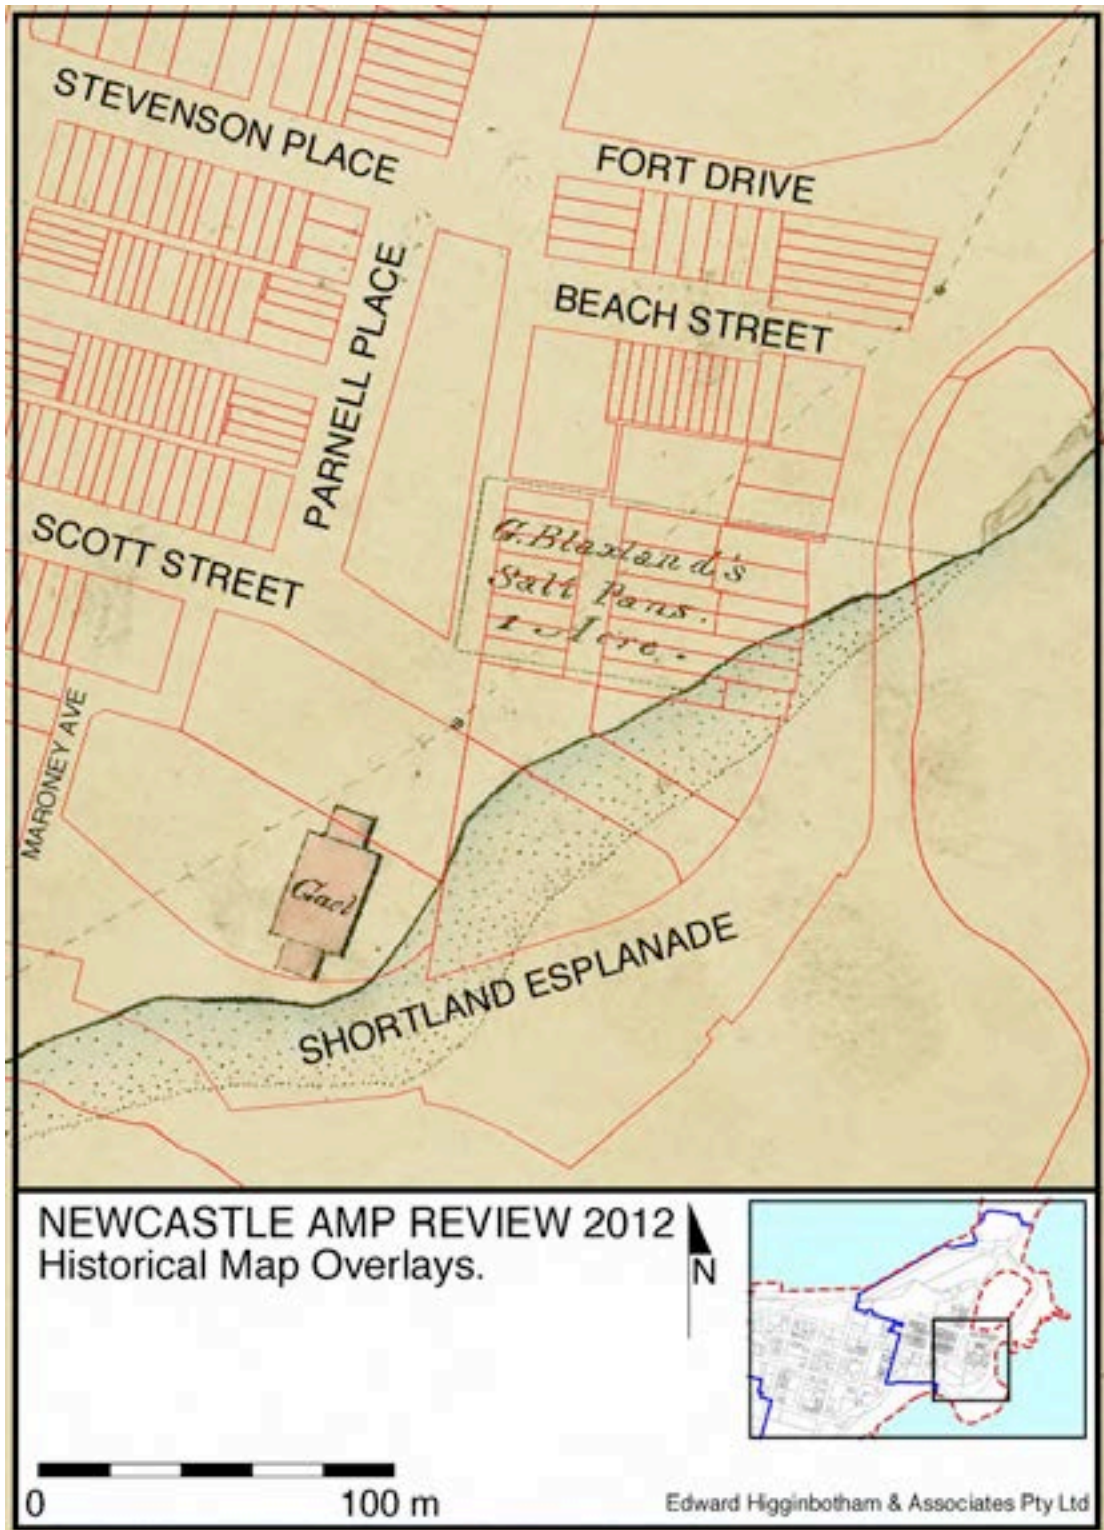 STEVENSON PLACE
FORT DRIVE
PARNELL PLACE
BEACH STREET
G. Blaxland's
Salt Pans.
1 Acre.
SCOTT STREET
MARONEY AVE
Gaol
SHORTLAND ESPLANADE
NEWCASTLE AMP REVIEW 2012
Historical Map Overlays.
N
0
100 m
Edward Higginbotham & Associates Pty Ltd